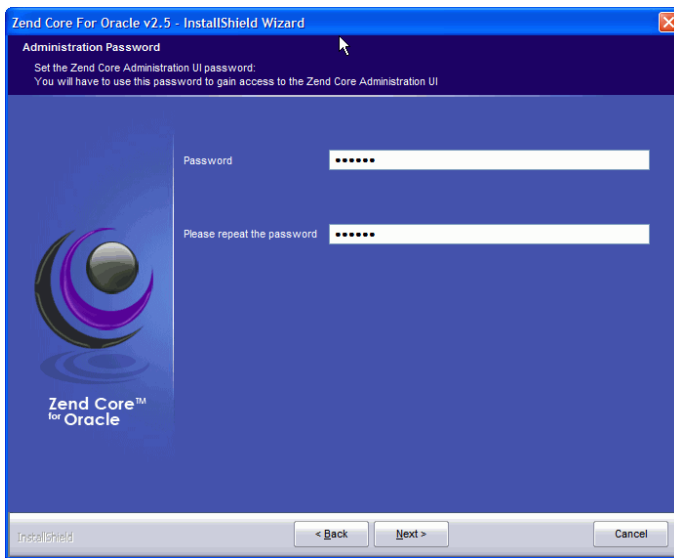 Zend Core For Oracle v2.5 - InstallShield Wizard
Administration Password
Set the Zend Core Administration UI password:
You will have to use this password to gain access to the Zend Core Administration UI
Password ••••••
Please repeat the password ••••••
Zend Core™
for Oracle
InstallShield
< Back
Next >
Cancel